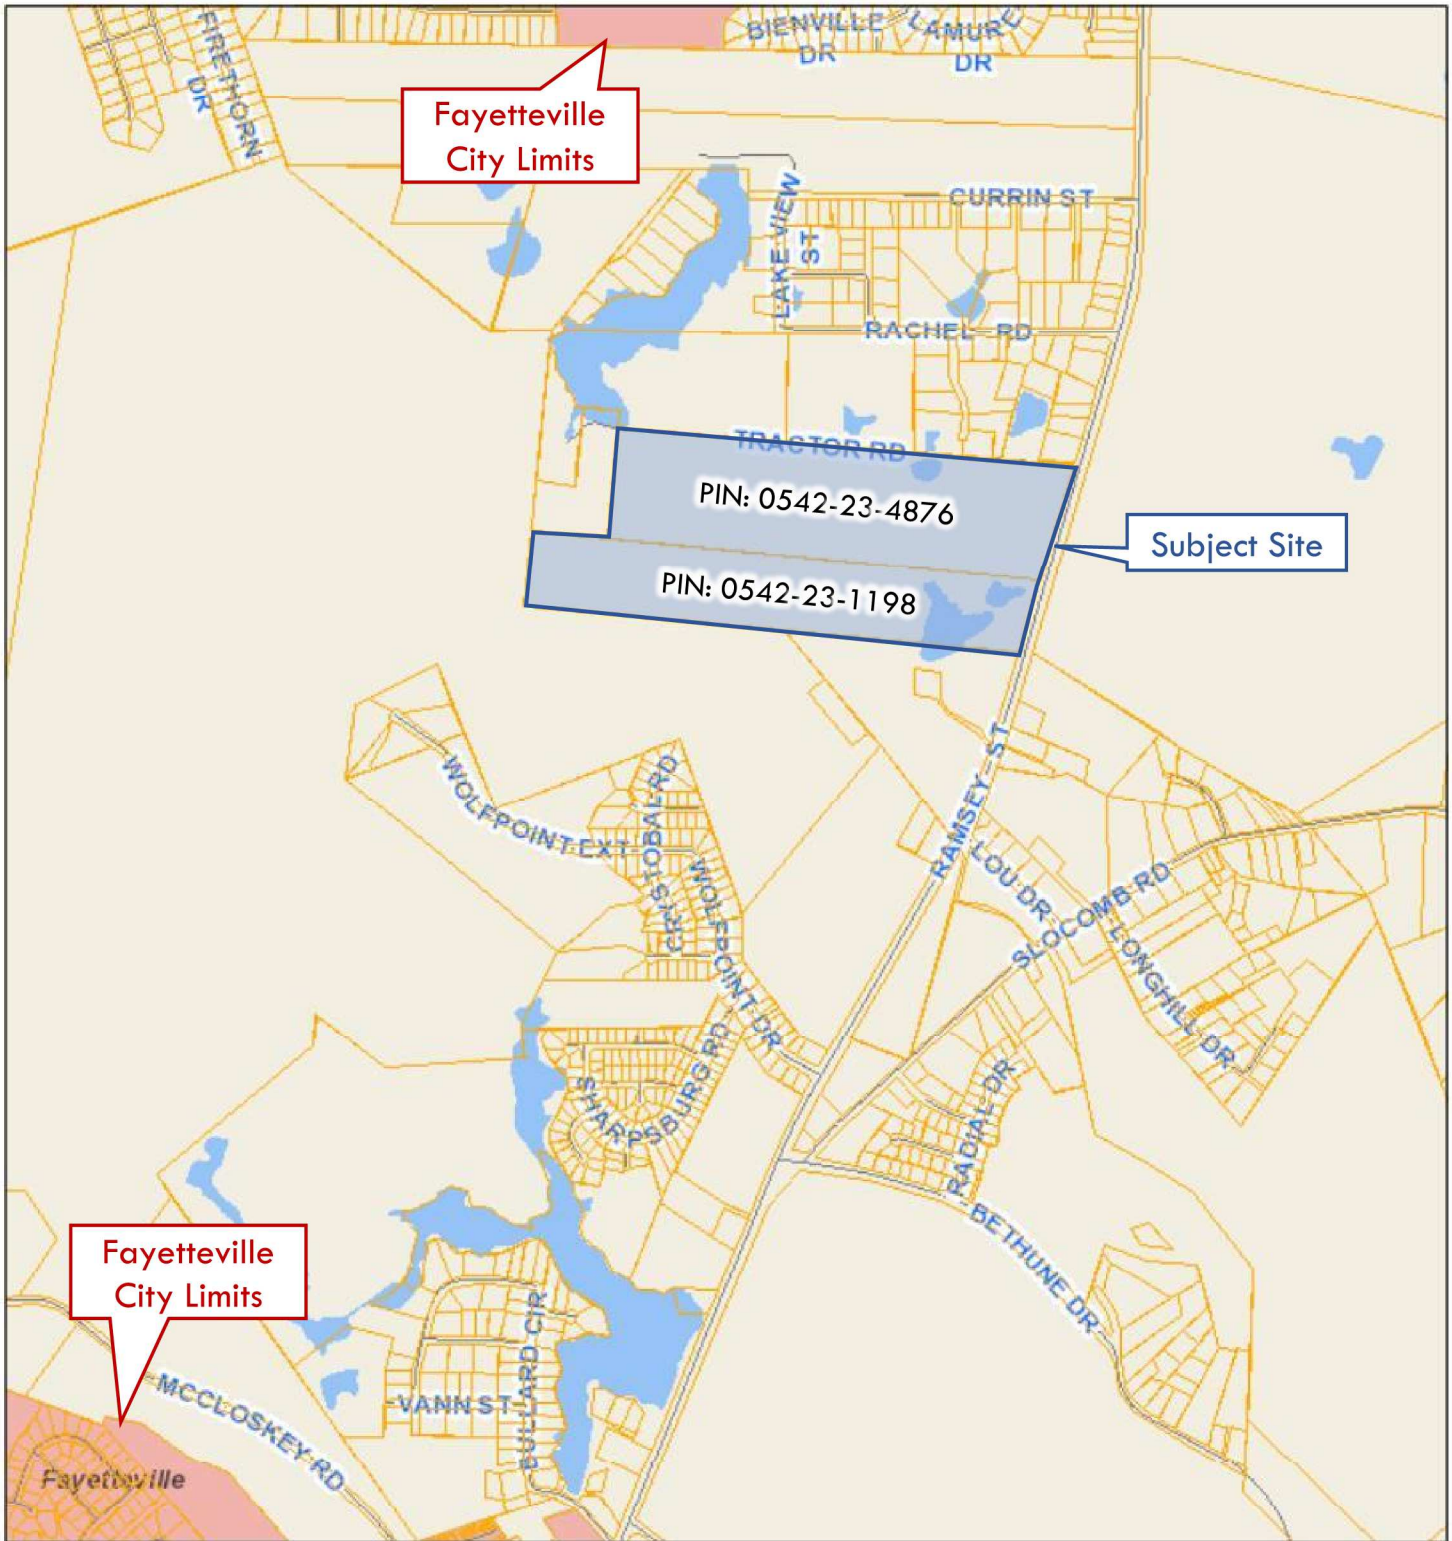 BIENVILLE
DR
LAMURE
DR
FIRETHORN
DR
Fayetteville
City Limits
CURRIN ST
LAKE VIEW
ST
RACHEL RD
TRACTOR RD
PIN: 0542-23-4876
Subject Site
PIN: 0542-23-1198
RAMSEY ST
WOLFPOINT EXT
CRYSTOBAL RD
WOLFPOINT DR
LOU DR
SLOCOMB RD
LONGHILL DR
SHARPSBURG RD
RADIAL DR
BETHUNE DR
Fayetteville
City Limits
BULLARD CIR
VANN ST
MCCLOSKEY RD
Fayetteville